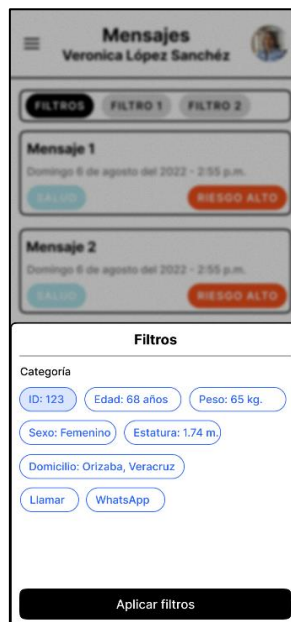 Mensajes
Veronica López Sanchéz
FILTROS FILTRO 1 FILTRO 2
Mensaje 1
Domingo 6 de agosto del 2022 - 2:55 p.m.
SALUD RIESGO ALTO
Mensaje 2
Domingo 6 de agosto del 2022 - 2:55 p.m.
SALUD RIESGO ALTO
Filtros
Categoría
ID: 123 Edad: 68 años Peso: 65 kg.
Sexo: Femenino Estatura: 1.74 m.
Domicilio: Orizaba, Veracruz
Llamar WhatsApp
Aplicar filtros